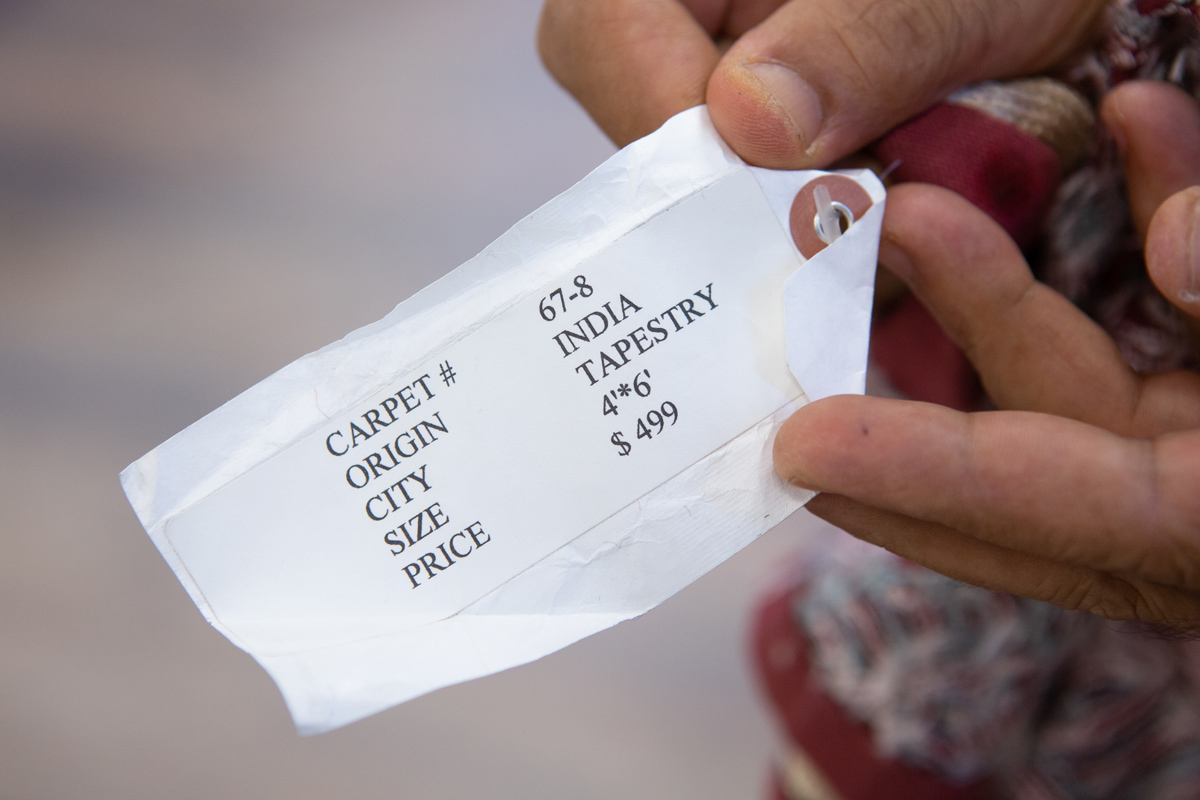 CARPET # 67-8
ORIGIN INDIA
CITY TAPESTRY
SIZE 4'*6'
PRICE $ 499